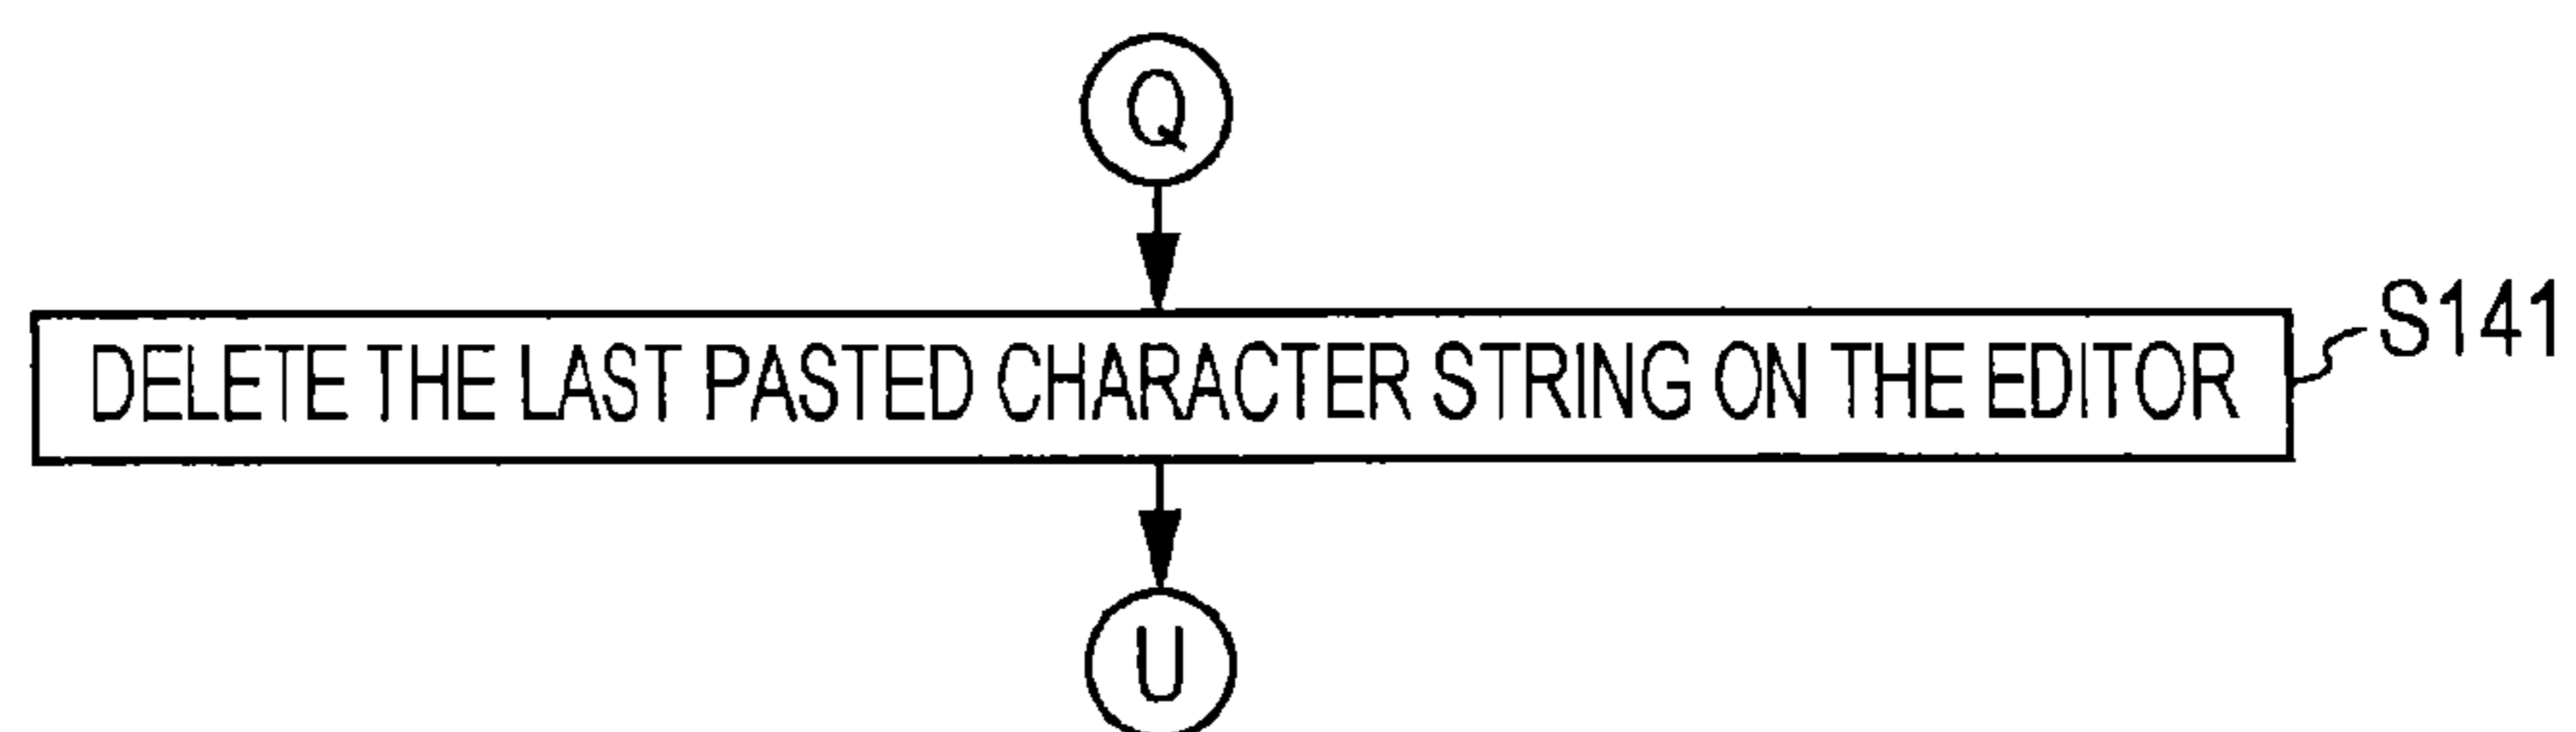 Q
DELETE THE LAST PASTED CHARACTER STRING ON THE EDITOR
S141
U